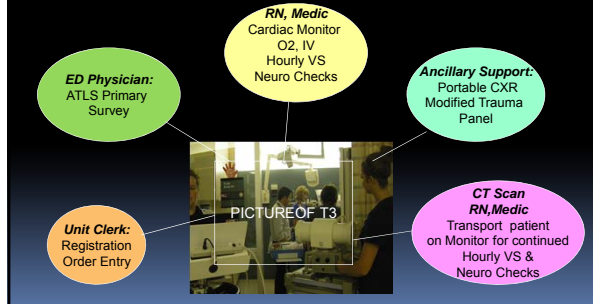 RN, Medic
Cardiac Monitor
O2, IV
Hourly VS
Neuro Checks
ED Physician:
ATLS Primary
Survey
Ancillary Support:
Portable CXR
Modified Trauma
Panel
PICTUREOF T3
Unit Clerk:
Registration
Order Entry
CT Scan
RN,Medic
Transport patient
on Monitor for continued
Hourly VS &
Neuro Checks